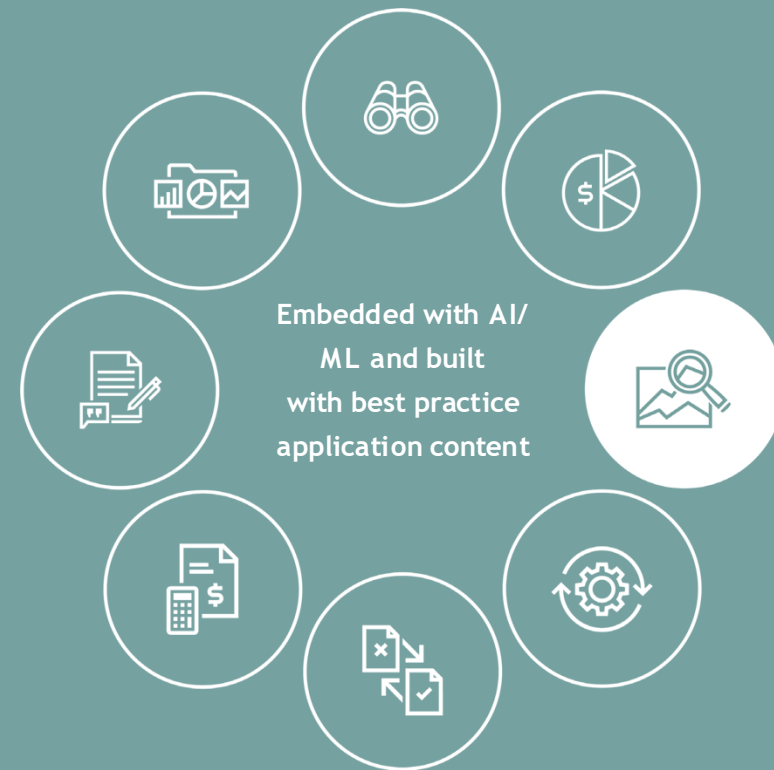 Embedded with AI/
ML and built
with best practice
application content